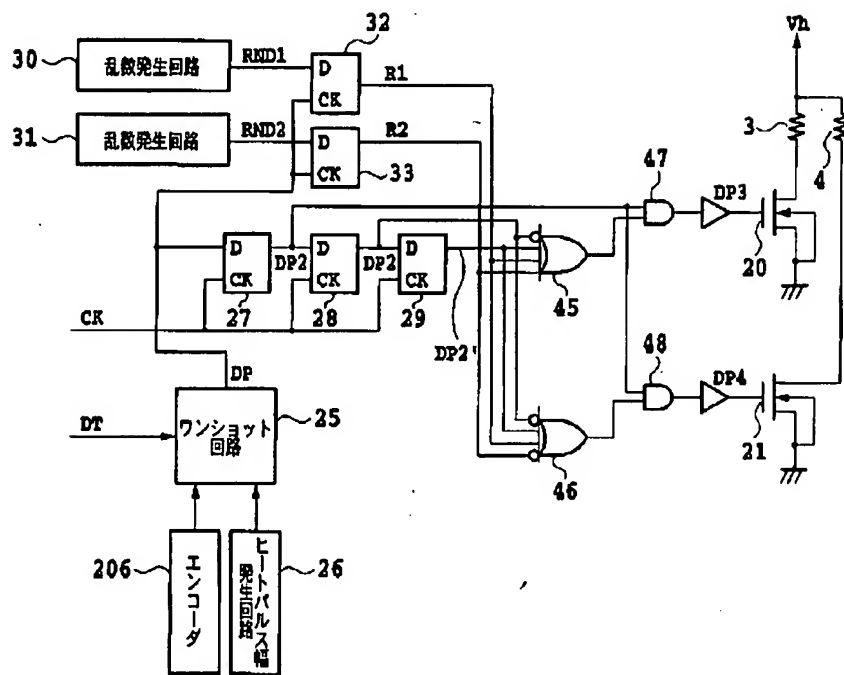 30
乱数発生回路
RND1
32
D
CK
R1
31
乱数発生回路
RND2
D
CK
33
R2
Vh
3
4
47
DP3
20
D
CK
27
DP2
D
CK
28
DP2
D
CK
29
DP2'
45
CK
DP
DT
ワンショット
回路
25
48
DP4
21
46
206
エンコーダ
ヒートパルス幅
発生回路
26